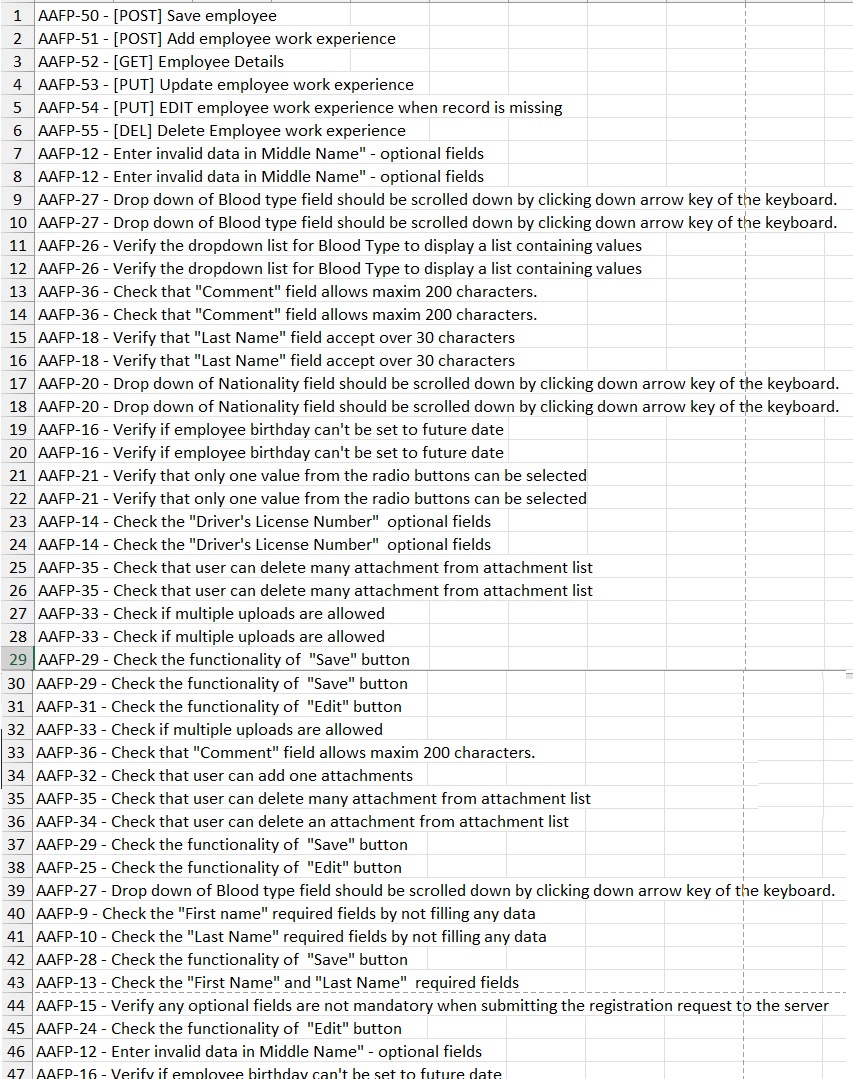 1 AAFP-50 - [POST] Save employee
2 AAFP-51 - [POST] Add employee work experience
3 AAFP-52 - [GET] Employee Details
4 AAFP-53 - [PUT] Update employee work experience
5 AAFP-54 - [PUT] EDIT employee work experience when record is missing
6 AAFP-55 - [DEL] Delete Employee work experience
7 AAFP-12 - Enter invalid data in Middle Name" - optional fields
8 AAFP-12 - Enter invalid data in Middle Name" - optional fields
9 AAFP-27 - Drop down of Blood type field should be scrolled down by clicking down arrow key of the keyboard.
10 AAFP-27 - Drop down of Blood type field should be scrolled down by clicking down arrow key of the keyboard.
11 AAFP-26 - Verify the dropdown list for Blood Type to display a list containing values
12 AAFP-26 - Verify the dropdown list for Blood Type to display a list containing values
13 AAFP-36 - Check that "Comment" field allows maxim 200 characters.
14 AAFP-36 - Check that "Comment" field allows maxim 200 characters.
15 AAFP-18 - Verify that "Last Name" field accept over 30 characters
16 AAFP-18 - Verify that "Last Name" field accept over 30 characters
17 AAFP-20 - Drop down of Nationality field should be scrolled down by clicking down arrow key of the keyboard.
18 AAFP-20 - Drop down of Nationality field should be scrolled down by clicking down arrow key of the keyboard.
19 AAFP-16 - Verify if employee birthday can't be set to future date
20 AAFP-16 - Verify if employee birthday can't be set to future date
21 AAFP-21 - Verify that only one value from the radio buttons can be selected
22 AAFP-21 - Verify that only one value from the radio buttons can be selected
23 AAFP-14 - Check the "Driver's License Number"  optional fields
24 AAFP-14 - Check the "Driver's License Number"  optional fields
25 AAFP-35 - Check that user can delete many attachment from attachment list
26 AAFP-35 - Check that user can delete many attachment from attachment list
27 AAFP-33 - Check if multiple uploads are allowed
28 AAFP-33 - Check if multiple uploads are allowed
29 AAFP-29 - Check the functionality of  "Save" button
30 AAFP-29 - Check the functionality of  "Save" button
31 AAFP-31 - Check the functionality of  "Edit" button
32 AAFP-33 - Check if multiple uploads are allowed
33 AAFP-36 - Check that "Comment" field allows maxim 200 characters.
34 AAFP-32 - Check that user can add one attachments
35 AAFP-35 - Check that user can delete many attachment from attachment list
36 AAFP-34 - Check that user can delete an attachment from attachment list
37 AAFP-29 - Check the functionality of  "Save" button
38 AAFP-25 - Check the functionality of  "Edit" button
39 AAFP-27 - Drop down of Blood type field should be scrolled down by clicking down arrow key of the keyboard.
40 AAFP-9 - Check the "First name" required fields by not filling any data
41 AAFP-10 - Check the "Last Name" required fields by not filling any data
42 AAFP-28 - Check the functionality of  "Save" button
43 AAFP-13 - Check the "First Name" and "Last Name"  required fields
44 AAFP-15 - Verify any optional fields are not mandatory when submitting the registration request to the server
45 AAFP-24 - Check the functionality of  "Edit" button
46 AAFP-12 - Enter invalid data in Middle Name" - optional fields
47 AAFP-16 - Verify if employee birthday can't be set to future date